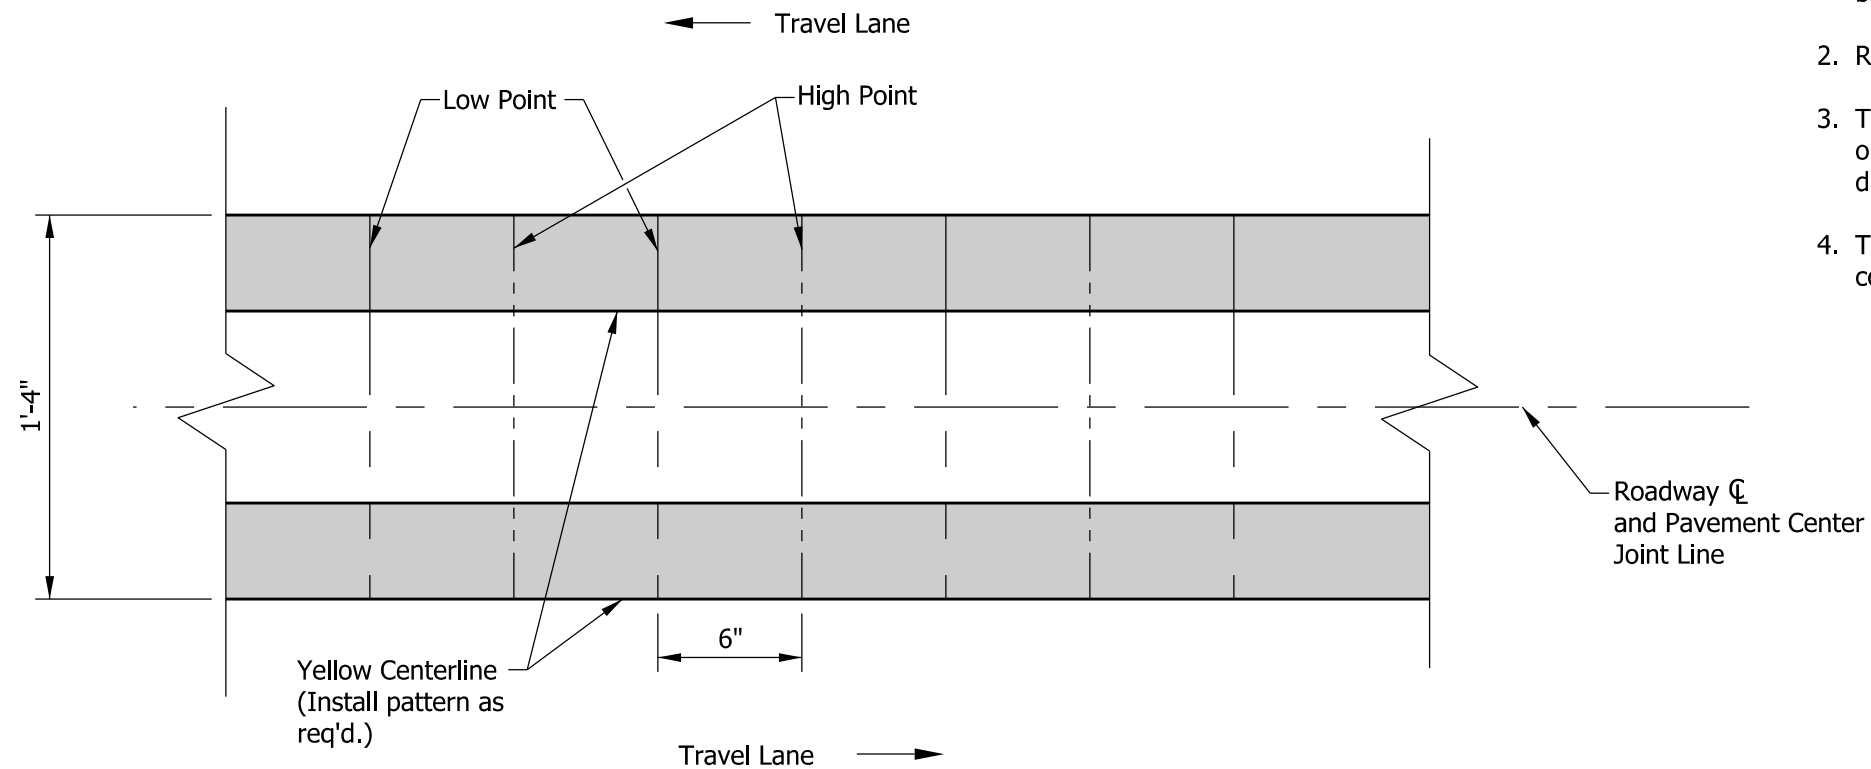 Travel Lane
2. R
Low Point
High Point
3. T
o
d
4. T
co
1'-4"
Roadway ℄
and Pavement Center
Joint Line
6"
Yellow Centerline
(Install pattern as
req'd.)
Travel Lane